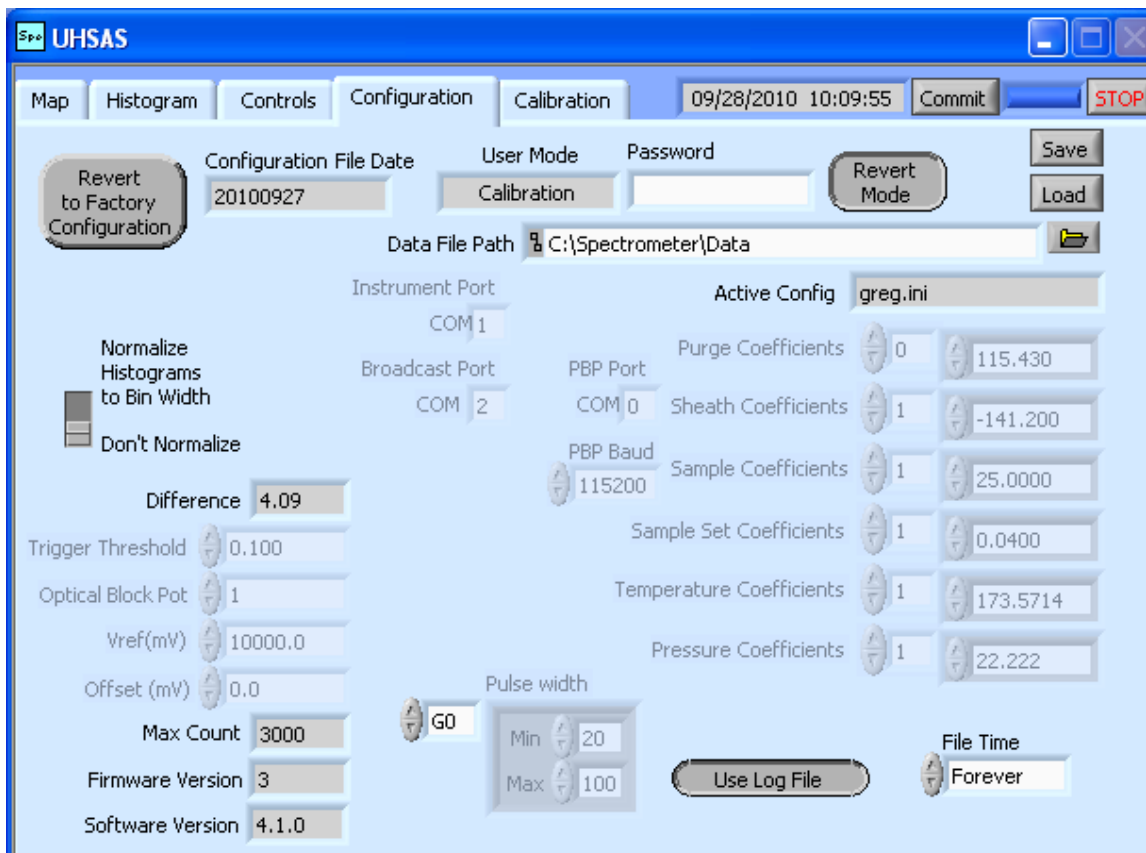 Spe UHSAS
Map Histogram Controls Configuration Calibration 09/28/2010 10:09:55 Commit STOP
Revert
to Factory
Configuration
Configuration File Date
20100927
User Mode
Calibration
Password
Revert
Mode
Save
Load
Data File Path C:\Spectrometer\Data
Instrument Port
COM 1
Active Config greg.ini
Normalize
Histograms
to Bin Width
Don't Normalize
Broadcast Port
COM 2
PBP Port
COM 0
PBP Baud
115200
Purge Coefficients 0 115.430
Sheath Coefficients 1 -141.200
Sample Coefficients 1 25.0000
Sample Set Coefficients 1 0.0400
Temperature Coefficients 1 173.5714
Pressure Coefficients 1 22.222
Difference 4.09
Trigger Threshold 0.100
Optical Block Pot 1
Vref(mV) 10000.0
Offset (mV) 0.0
Max Count 3000
Firmware Version 3
Software Version 4.1.0
G0
Pulse width
Min 20
Max 100
Use Log File
File Time
Forever